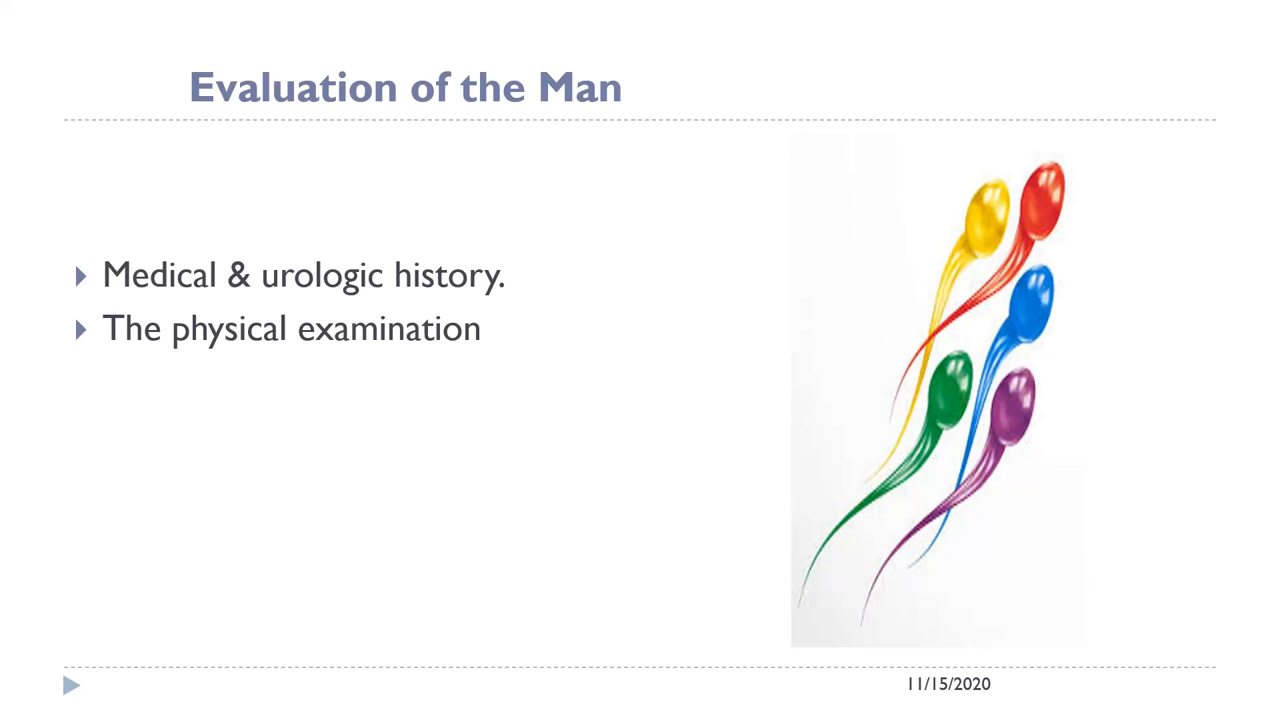 Evaluation of the Man
Medical & urologic history.
The physical examination
11/15/2020